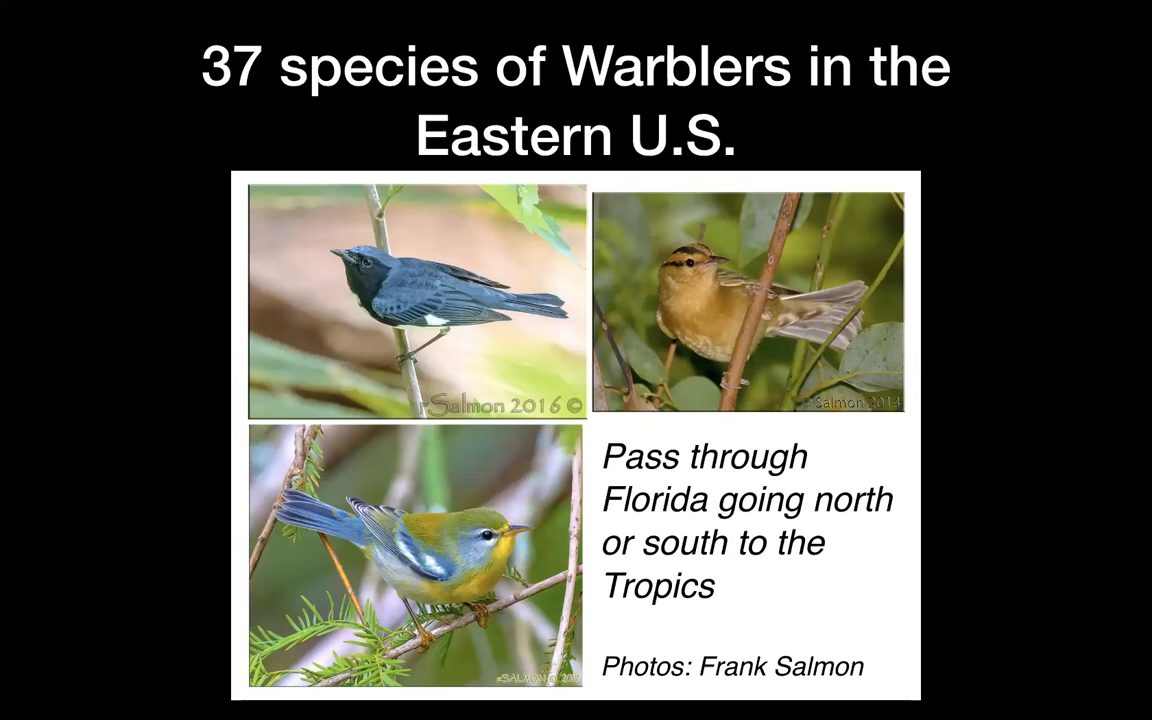 37 species of Warblers in the
Eastern U.S.
Salmon 2016 ©
Salmon 2014
Pass through
Florida going north
or south to the
Tropics
Photos: Frank Salmon